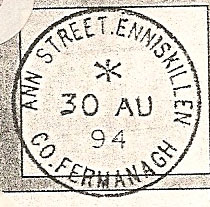 ANN STREET. ENNISKILLEN
*
30 AU
94
CO. FERMANAGH